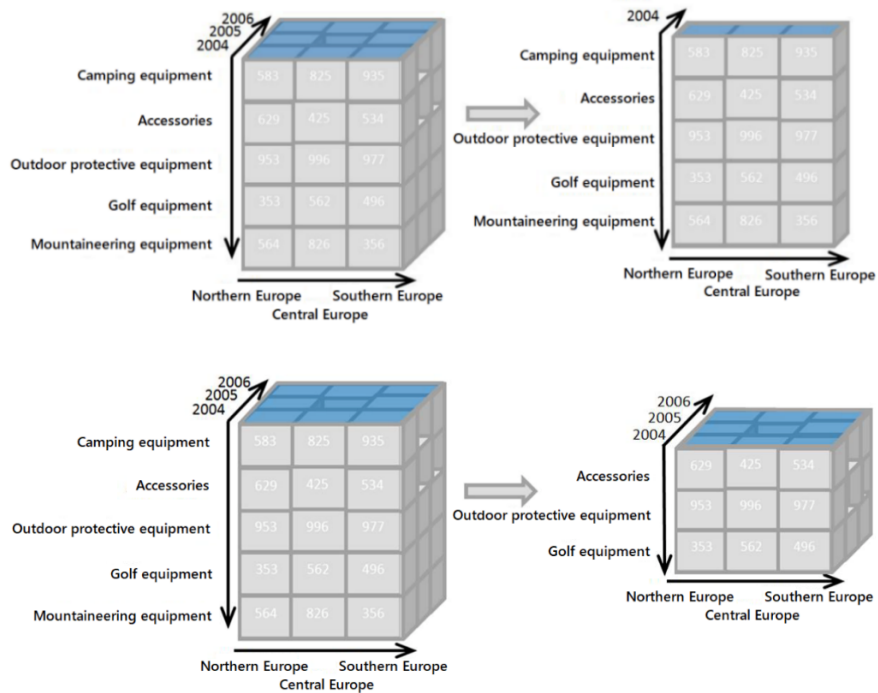 2006
2005
2004
Camping equipment 583 825 935
Accessories 629 425 534
Outdoor protective equipment 953 996 977
Golf equipment 353 562 496
Mountaineering equipment 564 826 356
Northern Europe Southern Europe
Central Europe
2004
Camping equipment 583 825 935
Accessories 629 425 534
Outdoor protective equipment 953 996 977
Golf equipment 353 562 496
Mountaineering equipment 564 826 356
Northern Europe Southern Europe
Central Europe
2006
2005
2004
Camping equipment 583 825 935
Accessories 629 425 534
Outdoor protective equipment 953 996 977
Golf equipment 353 562 496
Mountaineering equipment 564 826 356
Northern Europe Southern Europe
Central Europe
2006
2005
2004
Accessories 629 425 534
Outdoor protective equipment 953 996 977
Golf equipment 353 562 496
Northern Europe Southern Europe
Central Europe